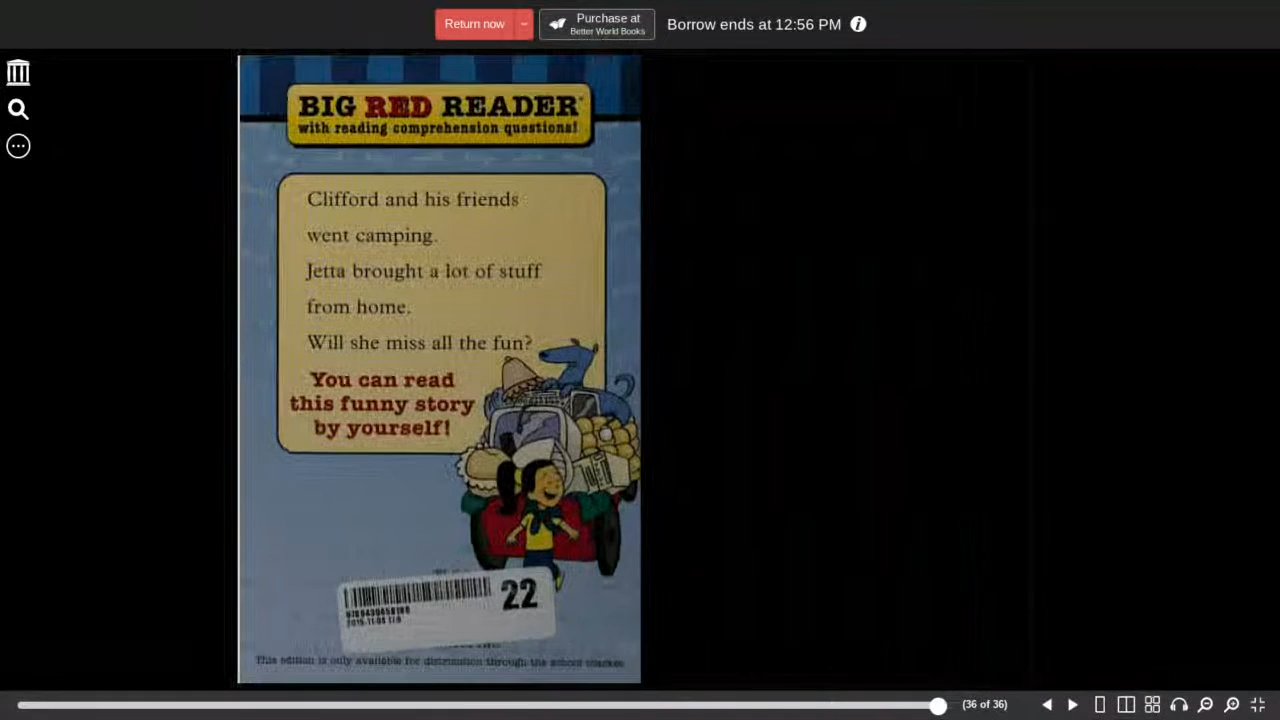 Return now
Purchase at
Better World Books
Borrow ends at 12:56 PM
BIG RED READER
with reading comprehension questions!
Clifford and his friends
went camping.
Jetta brought a lot of stuff
from home.
Will she miss all the fun?
You can read
this funny story
by yourself!
22
This edition is only available for distribution through the school market.
(36 of 36)